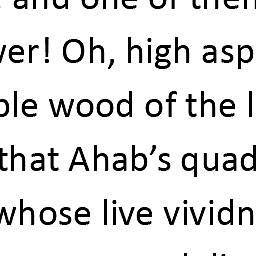 and one of
wer! Oh, high asp
ple wood of the l
that Ahab’s quad
whose live vividn